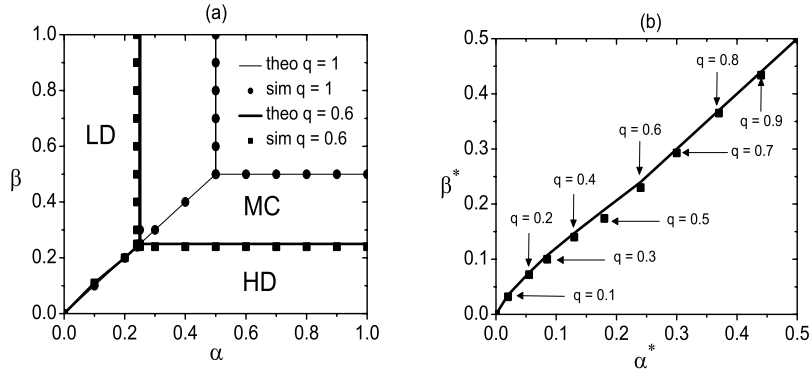 (a)
1.0
0.8
0.6
0.4
0.2
0.0
β
LD
theo q = 1
sim q = 1
theo q = 0.6
sim q = 0.6
MC
HD
0.0 0.2 0.4 0.6 0.8 1.0
α
(b)
0.5
0.4
0.3
0.2
0.1
0.0
β*
q = 0.8
q = 0.9
q = 0.6
q = 0.7
q = 0.4
q = 0.2
q = 0.5
q = 0.3
q = 0.1
0.0 0.1 0.2 0.3 0.4 0.5
α*